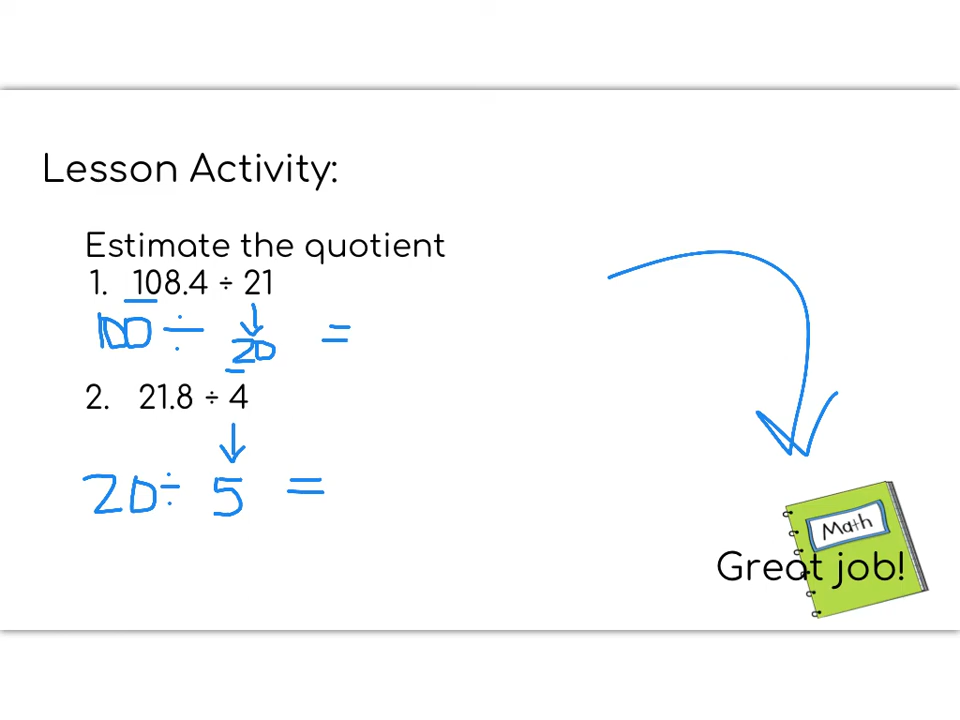 Lesson Activity:
Estimate the quotient
1. 108.4 ÷ 21
100 ÷ 20 =
2. 21.8 ÷ 4
20 ÷ 5 =
Math
Great job!